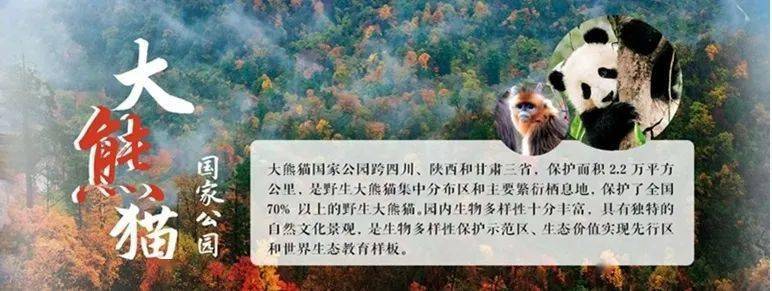 大熊猫
国家公园
大熊猫国家公园跨四川、陕西和甘肃三省，保护面积 2.2 万平方
公里，是野生大熊猫集中分布区和主要繁衍栖息地，保护了全国
70% 以上的野生大熊猫。园内生物多样性十分丰富，具有独特的
自然文化景观，是生物多样性保护示范区、生态价值实现先行区
和世界生态教育样板。